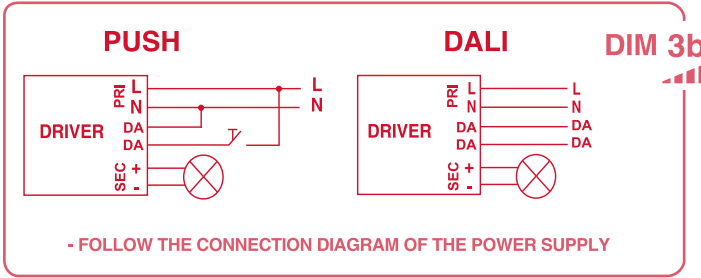 PUSH
DRIVER
PRI
L
N
DA
DA
SEC
+
-
L
N
DALI
DRIVER
PRI
L
N
DA
DA
SEC
+
-
L
N
DA
DA
DIM 3b
- FOLLOW THE CONNECTION DIAGRAM OF THE POWER SUPPLY